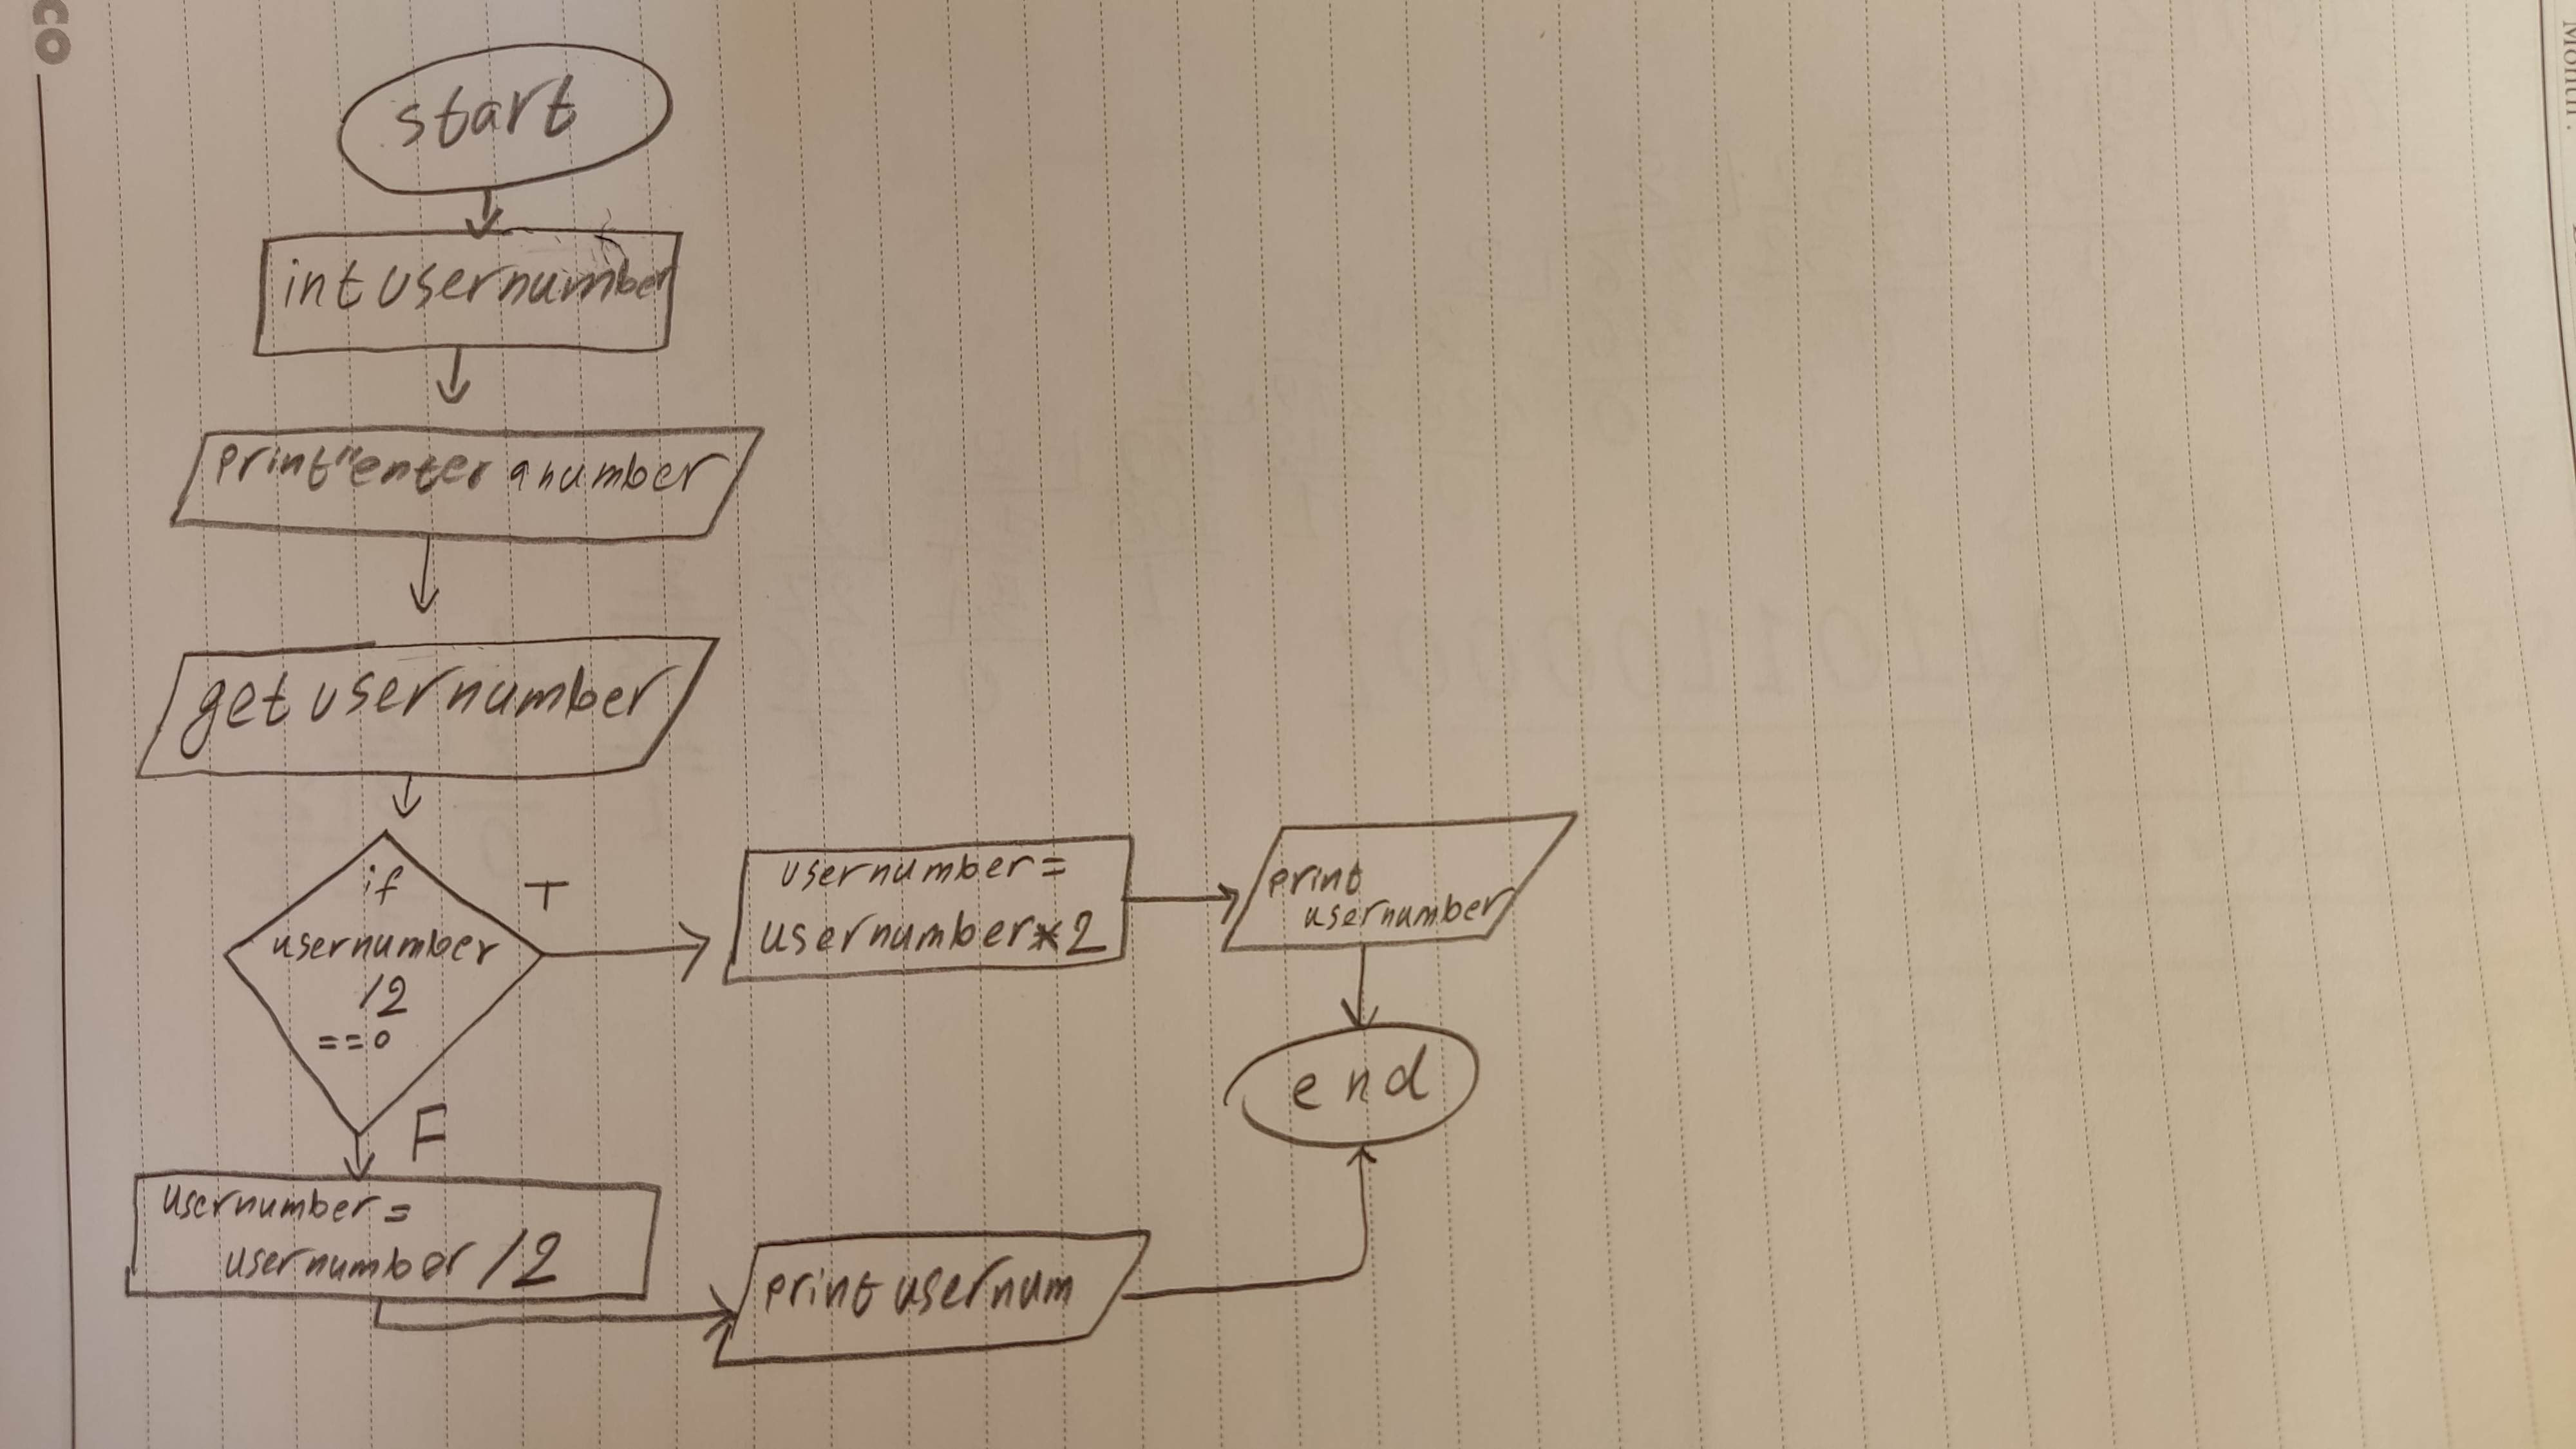 start
int usernumber
print "enter a number
get usernumber
if
usernumber
/2
==0
T
F
usernumber =
usernumber*2
print
usernumber
usernumber =
usernumber/2
print usernum
end
CO
Month :